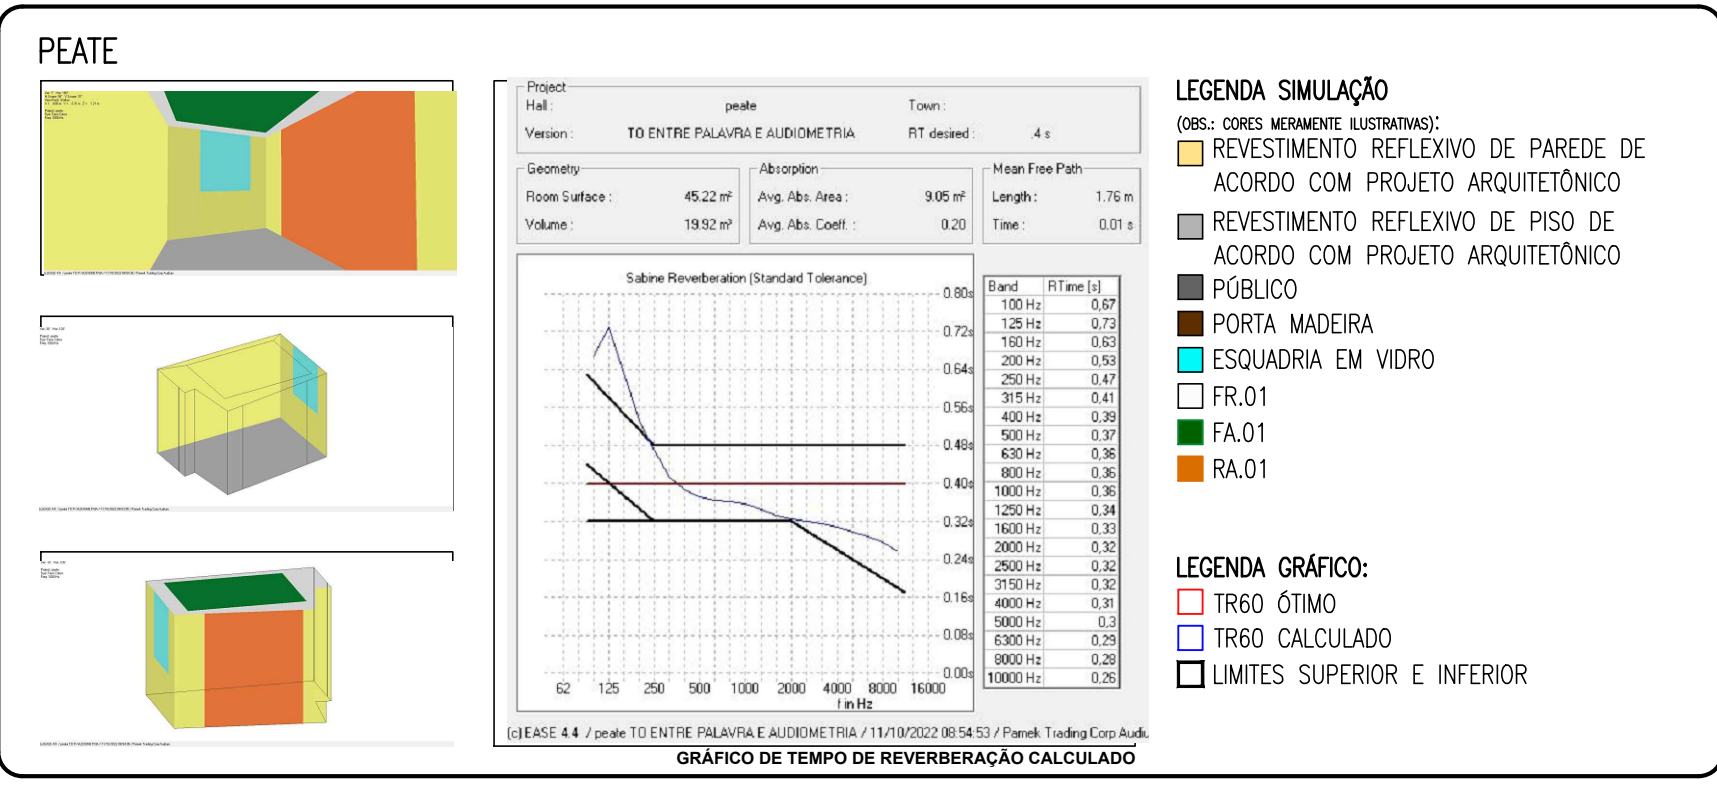 PEATE
Project
Hall :
peate
Town :
Version :
TO ENTRE PALAVRA E AUDIOMETRIA
RT desired :
.4 s
Geometry
Room Surface :
45.22 m²
Volume :
19.92 m³
Absorption
Avg. Abs. Area :
9.05 m²
Avg. Abs. Coeff. :
0.20
Mean Free Path
Length :
1.76 m
Time :
0.01 s
Sabine Reverberation (Standard Tolerance)
0.80s
0.72s
0.64s
0.56s
0.48s
0.40s
0.32s
0.24s
0.16s
0.08s
0.00s
62 125 250 500 1000 2000 4000 8000 16000
f in Hz
Band RTime [s]
100 Hz 0,67
125 Hz 0,73
160 Hz 0,63
200 Hz 0,53
250 Hz 0,47
315 Hz 0,41
400 Hz 0,39
500 Hz 0,37
630 Hz 0,36
800 Hz 0,36
1000 Hz 0,36
1250 Hz 0,34
1600 Hz 0,33
2000 Hz 0,32
2500 Hz 0,32
3150 Hz 0,32
4000 Hz 0,31
5000 Hz 0,3
6300 Hz 0,29
8000 Hz 0,28
10000 Hz 0,26
(c) EASE 4.4 / peate TO ENTRE PALAVRA E AUDIOMETRIA / 11/10/2022 08:54:53 / Pamek Trading Corp Audiu
GRÁFICO DE TEMPO DE REVERBERAÇÃO CALCULADO
LEGENDA SIMULAÇÃO
(OBS.: CORES MERAMENTE ILUSTRATIVAS):
REVESTIMENTO REFLEXIVO DE PAREDE DE
ACORDO COM PROJETO ARQUITETÔNICO
REVESTIMENTO REFLEXIVO DE PISO DE
ACORDO COM PROJETO ARQUITETÔNICO
PÚBLICO
PORTA MADEIRA
ESQUADRIA EM VIDRO
FR.01
FA.01
RA.01
LEGENDA GRÁFICO:
TR60 ÓTIMO
TR60 CALCULADO
LIMITES SUPERIOR E INFERIOR